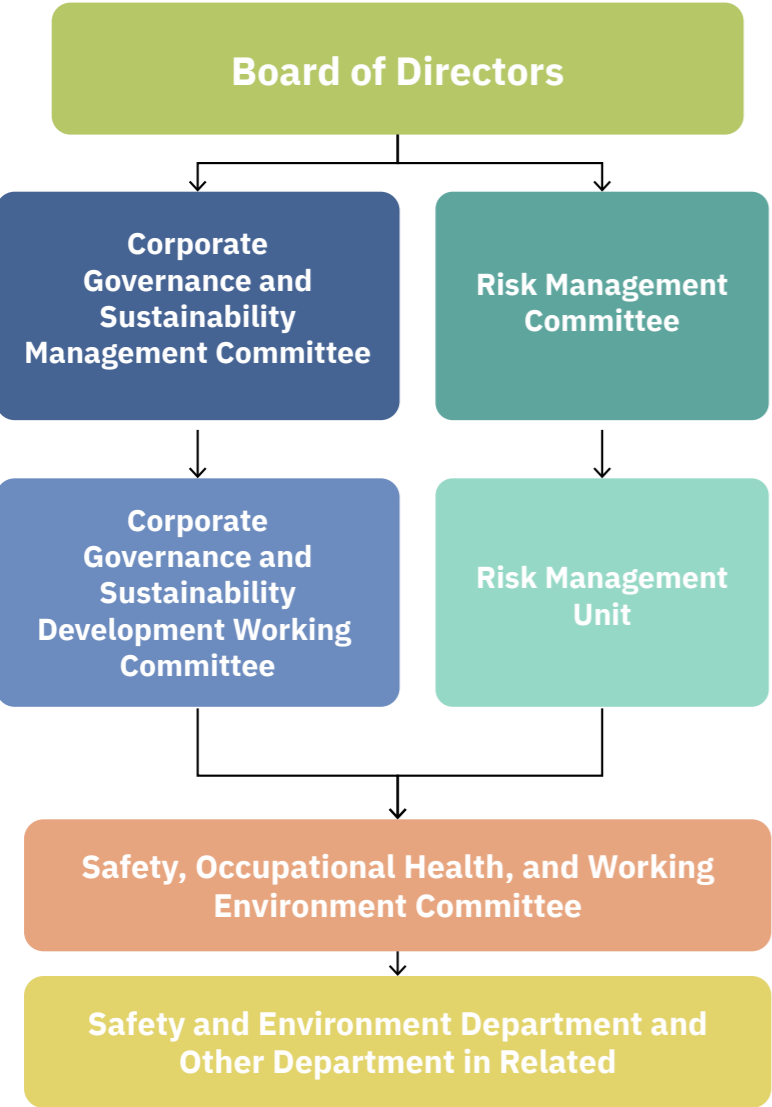 Board of Directors
Corporate
Governance and
Sustainability
Management Committee
Risk Management
Committee
Corporate
Governance and
Sustainability
Development Working
Committee
Risk Management
Unit
Safety, Occupational Health, and Working
Environment Committee
Safety and Environment Department and
Other Department in Related